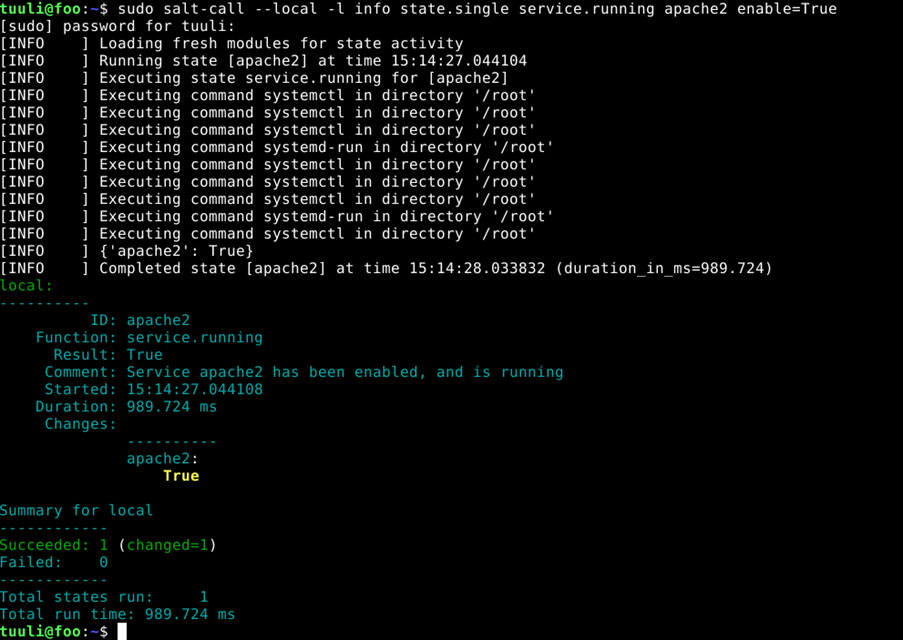 tuuli@foo:~$ sudo salt-call --local -l info state.single service.running apache2 enable=True
[sudo] password for tuuli:
[INFO    ] Loading fresh modules for state activity
[INFO    ] Running state [apache2] at time 15:14:27.044104
[INFO    ] Executing state service.running for [apache2]
[INFO    ] Executing command systemctl in directory '/root'
[INFO    ] Executing command systemctl in directory '/root'
[INFO    ] Executing command systemctl in directory '/root'
[INFO    ] Executing command systemd-run in directory '/root'
[INFO    ] Executing command systemctl in directory '/root'
[INFO    ] Executing command systemctl in directory '/root'
[INFO    ] Executing command systemctl in directory '/root'
[INFO    ] Executing command systemd-run in directory '/root'
[INFO    ] Executing command systemctl in directory '/root'
[INFO    ] {'apache2': True}
[INFO    ] Completed state [apache2] at time 15:14:28.033832 (duration_in_ms=989.724)
local:
----------
          ID: apache2
    Function: service.running
      Result: True
     Comment: Service apache2 has been enabled, and is running
     Started: 15:14:27.044108
    Duration: 989.724 ms
     Changes:
              ----------
              apache2:
                  True

Summary for local
------------
Succeeded: 1 (changed=1)
Failed:    0
------------
Total states run:     1
Total run time: 989.724 ms
tuuli@foo:~$